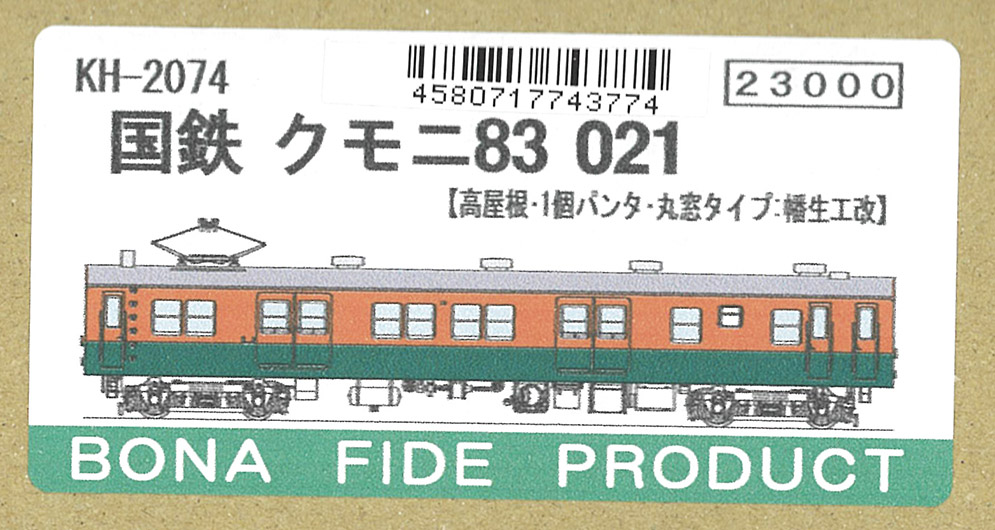 KH-2074
4580717743774
23000
国鉄 クモニ83 021
【高屋根・1個パンタ・丸窓タイプ:幡生工改】
BONA FIDE PRODUCT